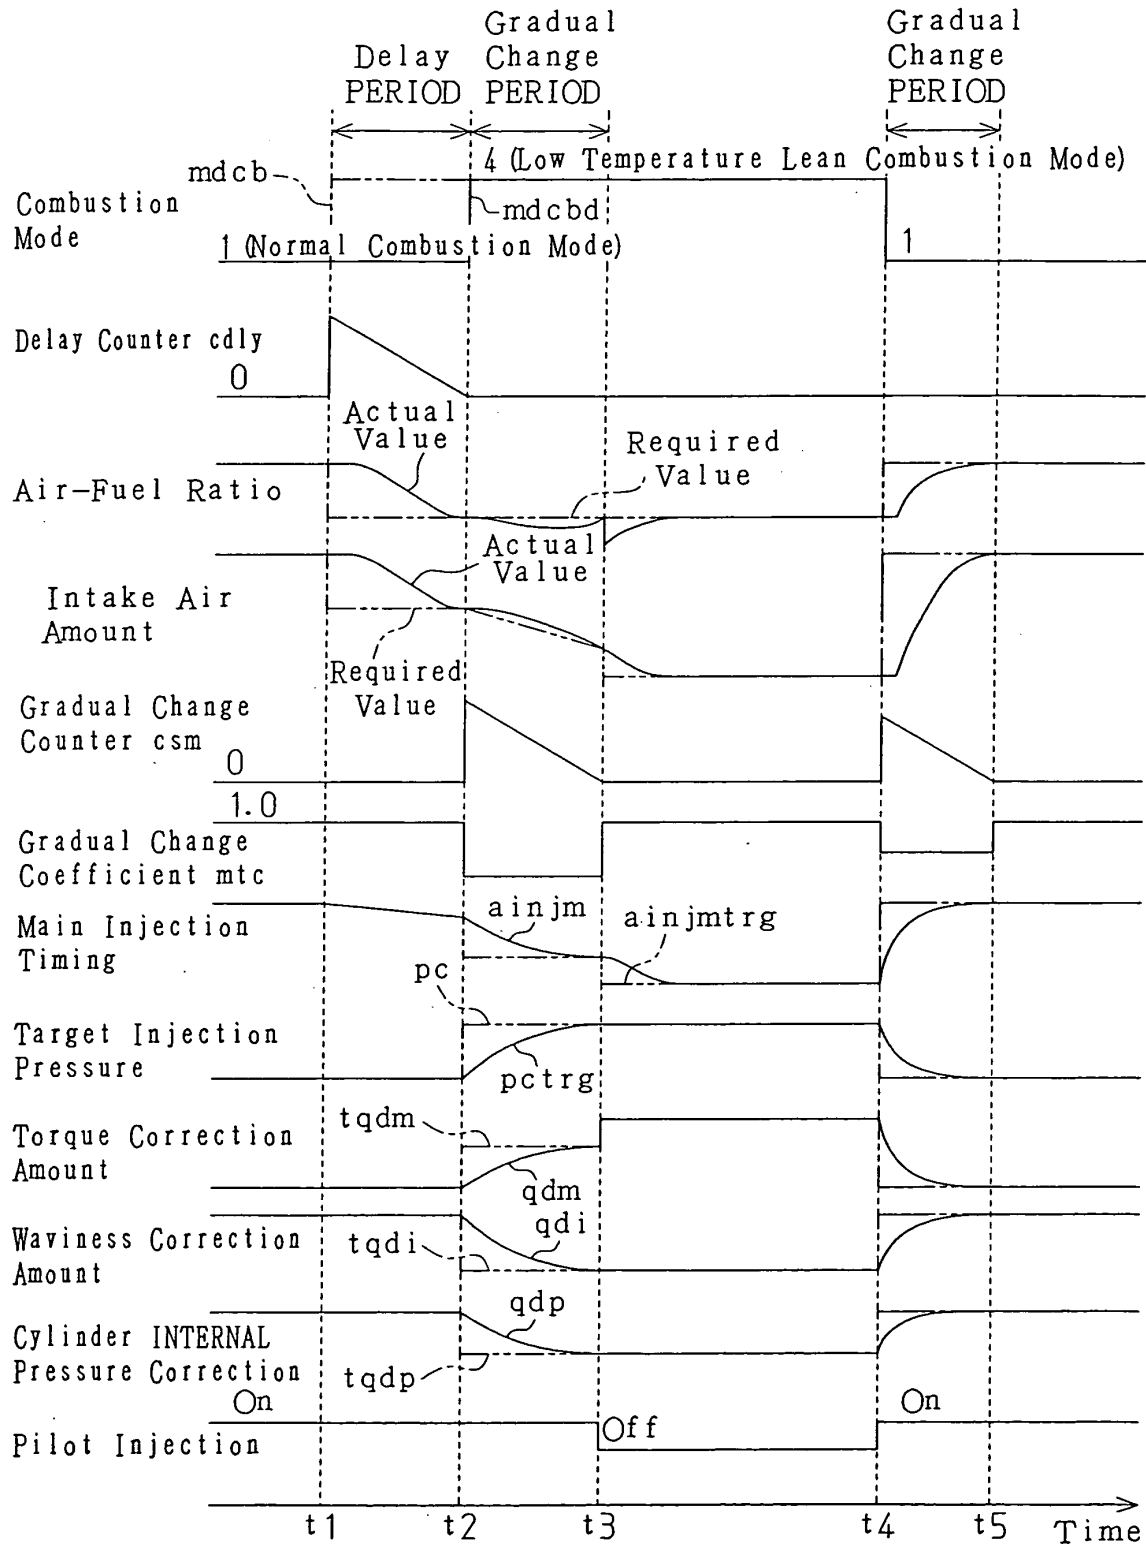 Delay
PERIOD
Gradual
Change
PERIOD
Gradual
Change
PERIOD
4 (Low Temperature Lean Combustion Mode)
mdcb
mdcbd
Combustion
Mode
1 (Normal Combustion Mode)
1
Delay Counter cdly
0
Actual
Value
Required
Value
Air-Fuel Ratio
Actual
Value
Intake Air
Amount
Required
Value
Gradual Change
Counter csm
0
1.0
Gradual Change
Coefficient mtc
ainjm
ainjmtrg
Main Injection
Timing
pc
Target Injection
Pressure
pctrg
tqdm
Torque Correction
Amount
qdm
qdi
Waviness Correction
Amount
tqdi
qdp
Cylinder INTERNAL
Pressure Correction
tqdp
On
Off
On
Pilot Injection
t1
t2
t3
t4
t5
Time